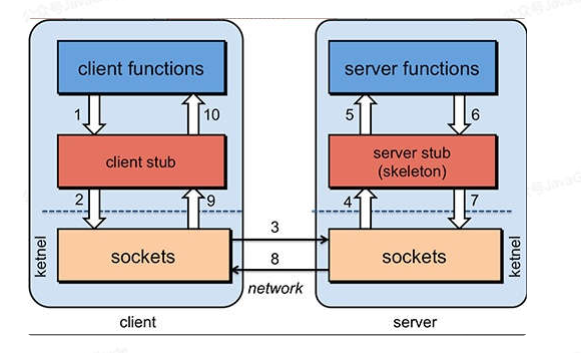 client functions
server functions
1
10
5
6
client stub
server stub
(skeleton)
2
9
4
7
3
sockets
sockets
8
ketnel
ketnel
network
client
server